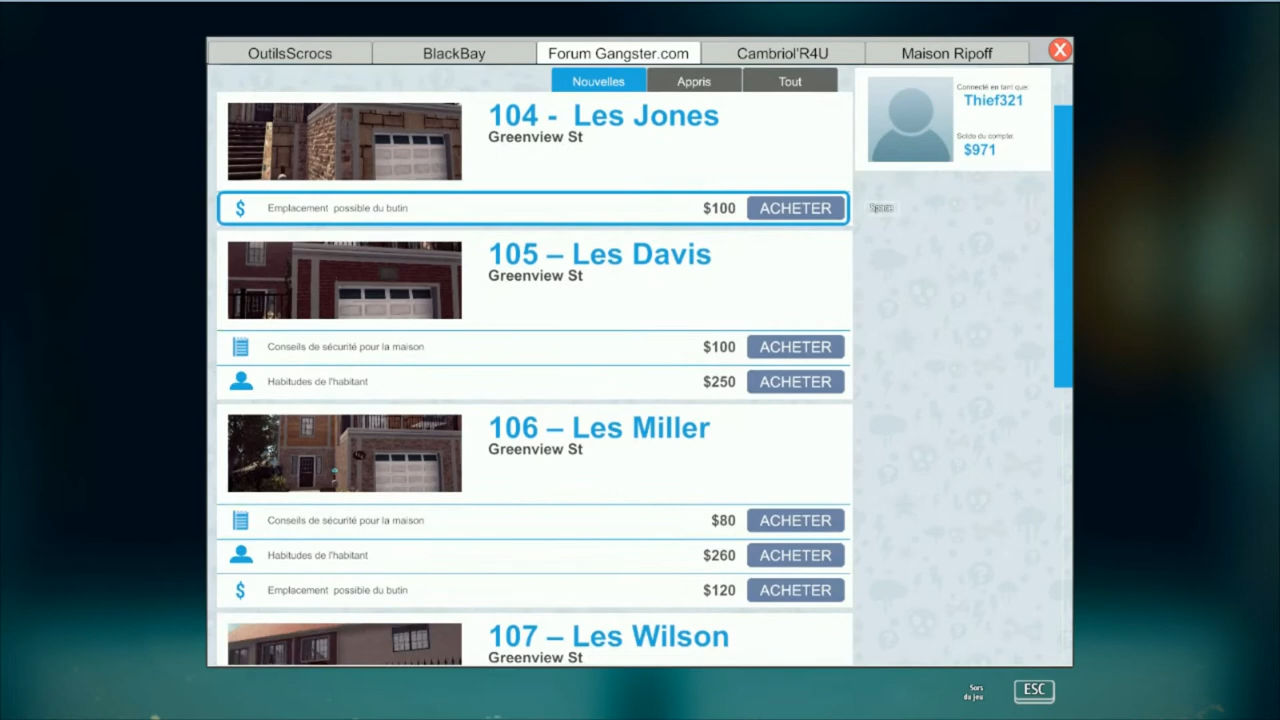 OutilsScrocs BlackBay Forum Gangster.com Cambriol'R4U Maison Ripoff X
Nouvelles Appris Tout
Connecté en tant que:
Thief321
Solde du compte:
$971
104 - Les Jones
Greenview St
$ Emplacement possible du butin $100 ACHETER
Space
105 – Les Davis
Greenview St
Conseils de sécurité pour la maison $100 ACHETER
Habitudes de l'habitant $250 ACHETER
106 – Les Miller
Greenview St
Conseils de sécurité pour la maison $80 ACHETER
Habitudes de l'habitant $260 ACHETER
$ Emplacement possible du butin $120 ACHETER
107 – Les Wilson
Greenview St
Sors
du jeu ESC